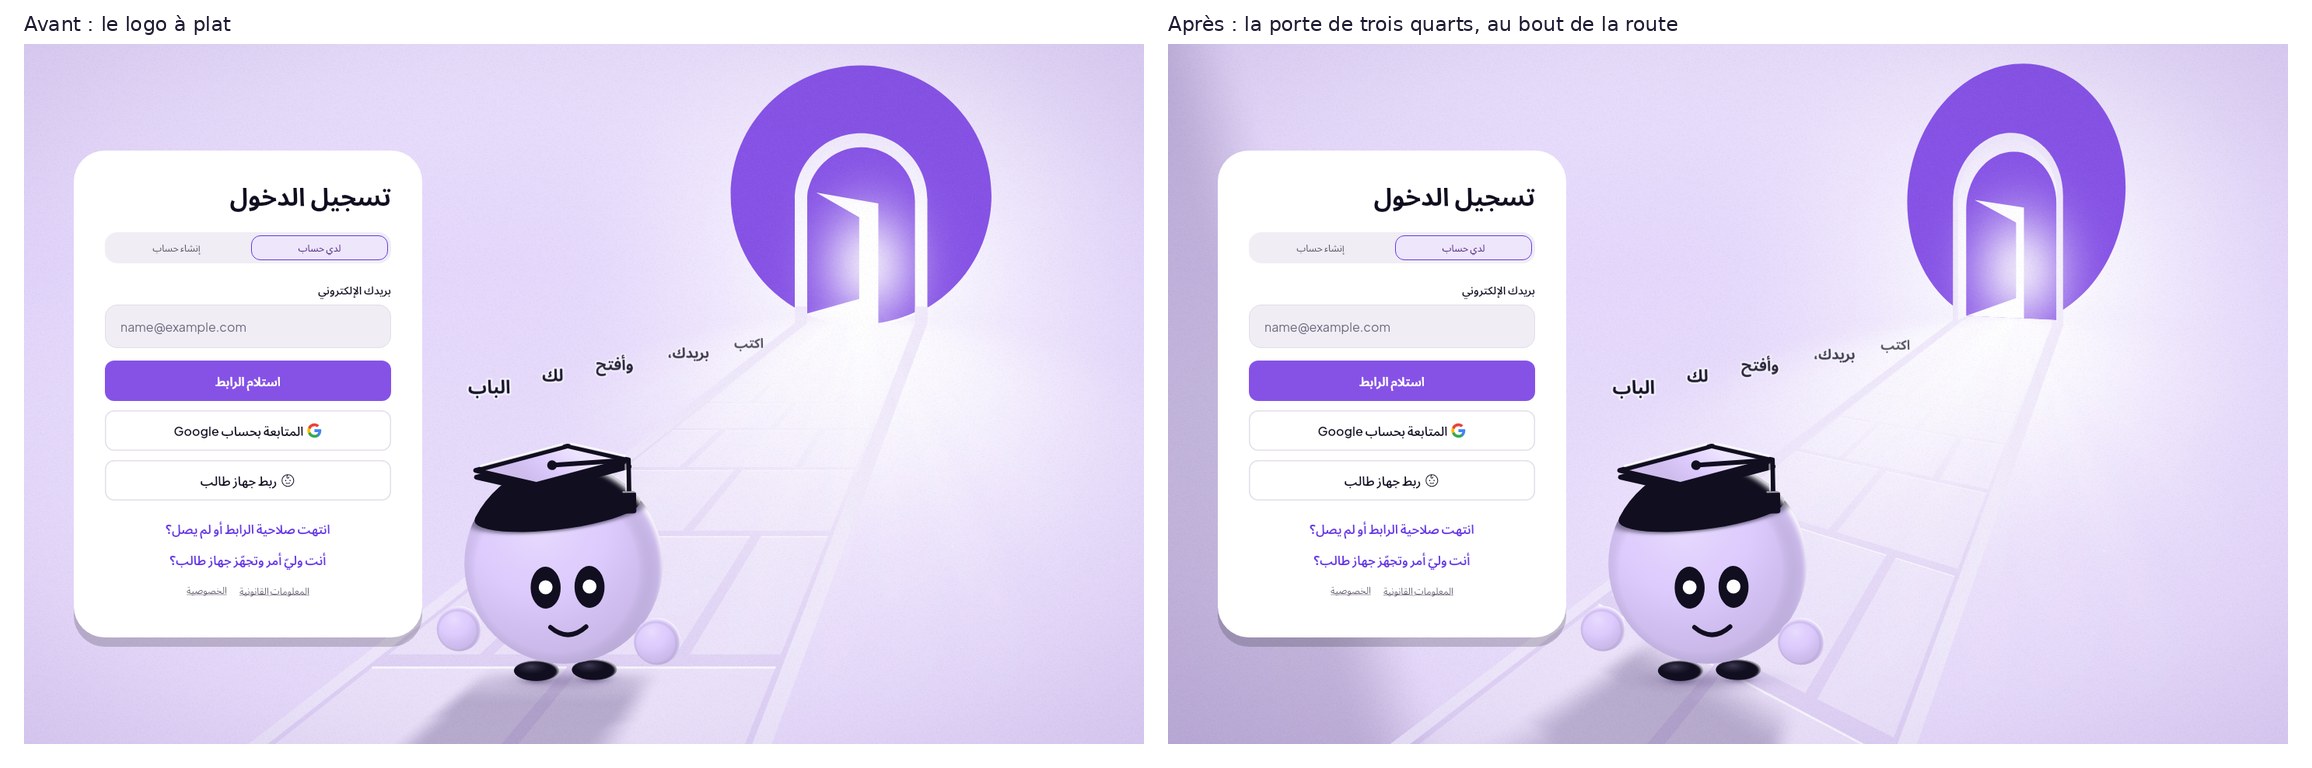 Avant : le logo à plat
تسجيل الدخول
لدي حساب
إنشاء حساب
بريدك الإلكتروني
name@example.com
استلام الرابط
المتابعة بحساب Google
ربط جهاز طالب
انتهت صلاحية الرابط أو لم يصل؟
أنت وليّ أمر وتجهّز جهاز طالب؟
المعلومات القانونية
الخصوصية
اكتب بريدك، وأفتح لك الباب
Après : la porte de trois quarts, au bout de la route
تسجيل الدخول
لدي حساب
إنشاء حساب
بريدك الإلكتروني
name@example.com
استلام الرابط
المتابعة بحساب Google
ربط جهاز طالب
انتهت صلاحية الرابط أو لم يصل؟
أنت وليّ أمر وتجهّز جهاز طالب؟
المعلومات القانونية
الخصوصية
اكتب بريدك، وأفتح لك الباب